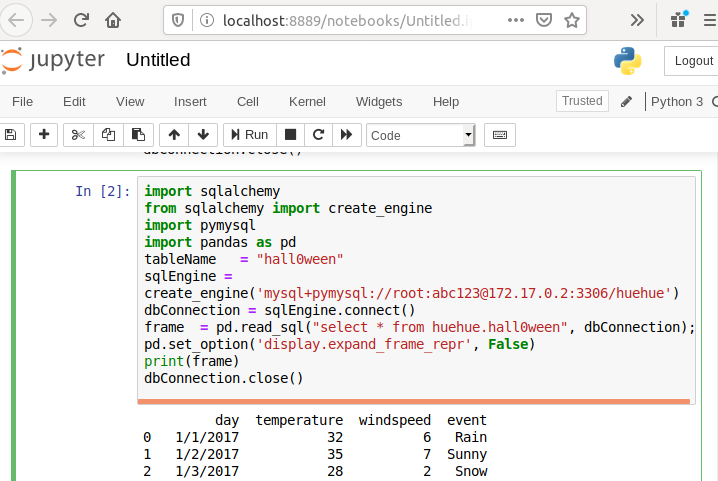 localhost:8889/notebooks/Untitled.i
jupyter Untitled
Logout
File Edit View Insert Cell Kernel Widgets Help
Trusted
Python 3
Run
Code
dbConnection.close()
In [2]:
import sqlalchemy
from sqlalchemy import create_engine
import pymysql
import pandas as pd
tableName   = "hall0ween"
sqlEngine =
create_engine('mysql+pymysql://root:abc123@172.17.0.2:3306/huehue')
dbConnection = sqlEngine.connect()
frame  = pd.read_sql("select * from huehue.hall0ween", dbConnection);
pd.set_option('display.expand_frame_repr', False)
print(frame)
dbConnection.close()
day temperature windspeed event
0 1/1/2017 32 6 Rain
1 1/2/2017 35 7 Sunny
2 1/3/2017 28 2 Snow